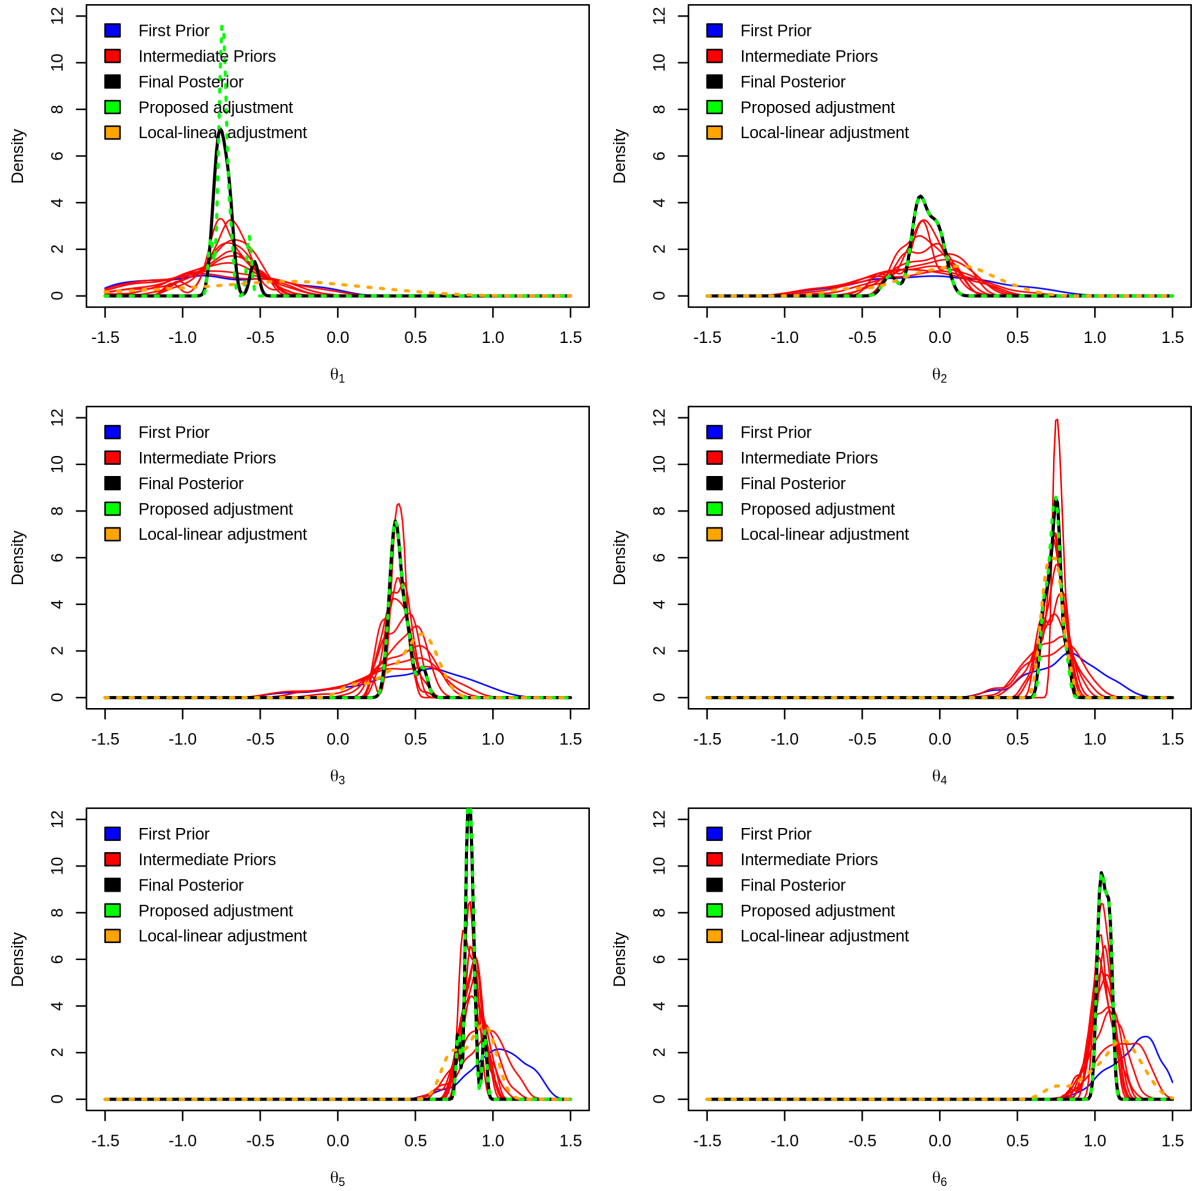 First Prior
Intermediate Priors
Final Posterior
Proposed adjustment
Local-linear adjustment
Density
0 2 4 6 8 10 12
-1.5 -1.0 -0.5 0.0 0.5 1.0 1.5
θ1
First Prior
Intermediate Priors
Final Posterior
Proposed adjustment
Local-linear adjustment
Density
0 2 4 6 8 10 12
-1.5 -1.0 -0.5 0.0 0.5 1.0 1.5
θ2
First Prior
Intermediate Priors
Final Posterior
Proposed adjustment
Local-linear adjustment
Density
0 2 4 6 8 10 12
-1.5 -1.0 -0.5 0.0 0.5 1.0 1.5
θ3
First Prior
Intermediate Priors
Final Posterior
Proposed adjustment
Local-linear adjustment
Density
0 2 4 6 8 10 12
-1.5 -1.0 -0.5 0.0 0.5 1.0 1.5
θ4
First Prior
Intermediate Priors
Final Posterior
Proposed adjustment
Local-linear adjustment
Density
0 2 4 6 8 10 12
-1.5 -1.0 -0.5 0.0 0.5 1.0 1.5
θ5
First Prior
Intermediate Priors
Final Posterior
Proposed adjustment
Local-linear adjustment
Density
0 2 4 6 8 10 12
-1.5 -1.0 -0.5 0.0 0.5 1.0 1.5
θ6